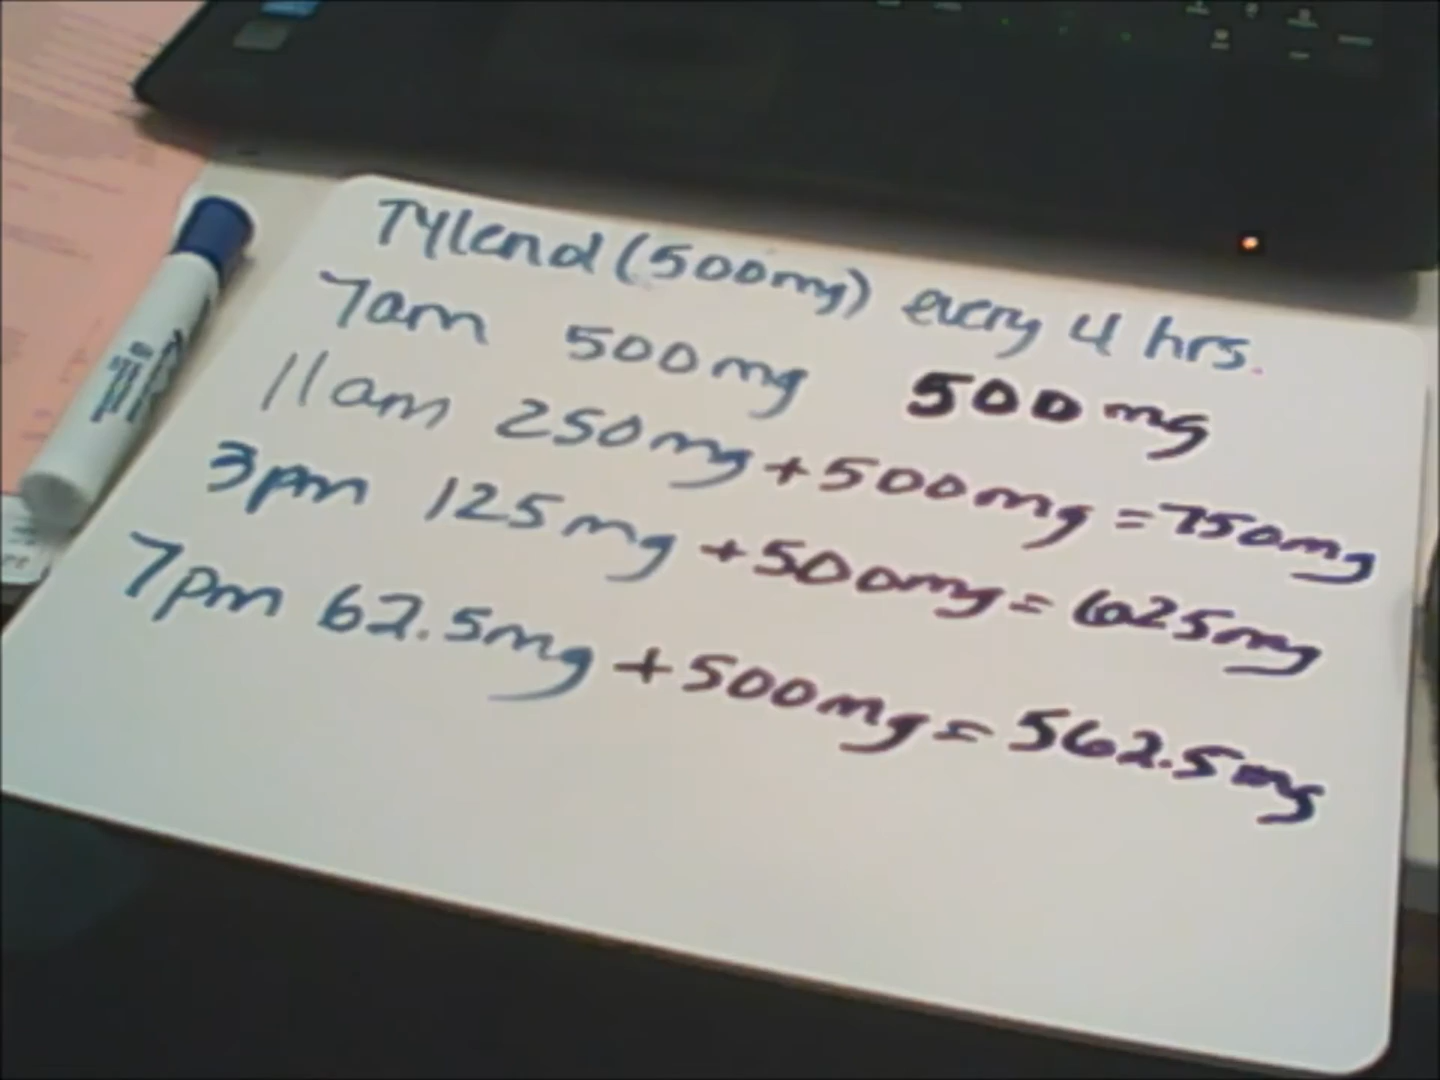 Tylenol (500mg) every 4 hrs.
7am 500mg 500mg
11am 250mg +500mg =750mg
3pm 125mg +500mg = 625mg
7pm 62.5mg +500mg = 562.5mg